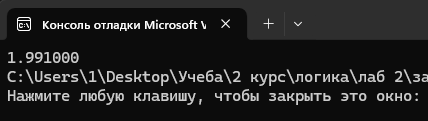 Консоль отладки Microsoft V
1.991000
C:\Users\1\Desktop\Учеба\2 курс\логика\лаб 2\за
Нажмите любую клавишу, чтобы закрыть это окно: